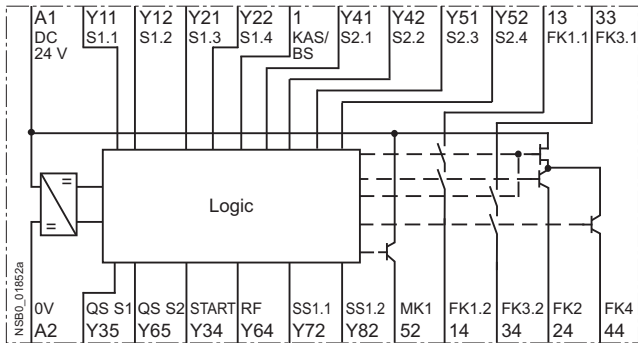 A1 Y11 Y12 Y21 Y22 1 Y41 Y42 Y51 Y52 13 33
DC S1.1 S1.2 S1.3 S1.4 KAS/ S2.1 S2.2 S2.3 S2.4 FK1.1 FK3.1
24 V BS
=
=
Logic
NSB0_01852a
0V QS S1 QS S2 START RF SS1.1 SS1.2 MK1 FK1.2 FK3.2 FK2 FK4
A2 Y35 Y65 Y34 Y64 Y72 Y82 52 14 34 24 44